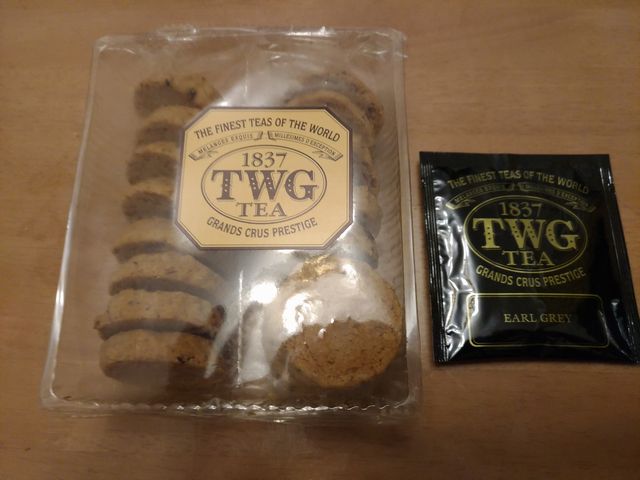 THE FINEST TEAS OF THE WORLD
MÉLANGES EXQUIS
MILLÉSIMES D'EXCEPTION
1837
TWG
TEA
GRANDS CRUS PRESTIGE
THE FINEST TEAS OF THE WORLD
1837
TWG
TEA
GRANDS CRUS PRESTIGE
EARL GREY